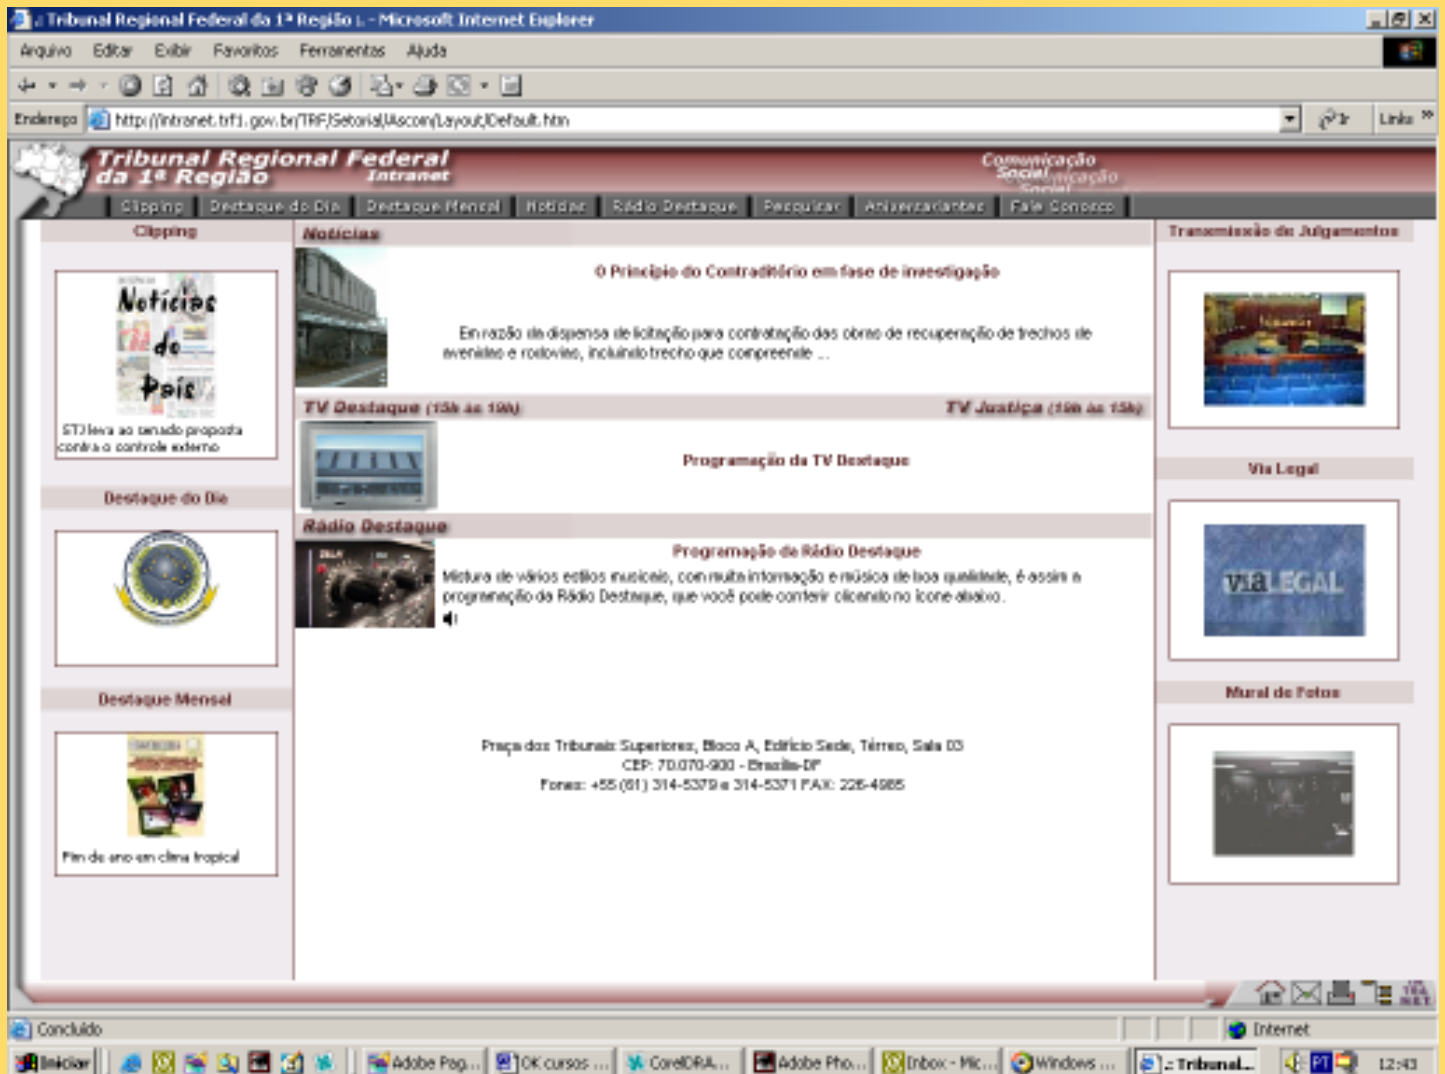 .: Tribunal Regional Federal da 1ª Região :. - Microsoft Internet Explorer
Arquivo Editar Exibir Favoritos Ferramentas Ajuda
Endereço http://intranet.trf1.gov.br/TRF/Setorial/Ascom/Layout/Default.htm Ir Links »
Tribunal Regional Federal
da 1ª Região Intranet
Comunicação
Social
Comunicação
Social
Clipping Destaque do Dia Destaque Mensal Notícias Rádio Destaque Pesquisar Aniversariantes Fale Conosco
Clipping
Notícias
do
País
STJ leva ao senado proposta
contra o controle externo
Destaque do Dia
Destaque Mensal
Fim de ano em clima tropical
Notícias
O Princípio do Contraditório em fase de investigação
Em razão da dispensa de licitação para contratação das obras de recuperação de trechos de
avenidas e rodovias, incluindo trecho que compreende ...
TV Destaque (15h às 19h) TV Justiça (19h às 15h)
Programação da TV Destaque
Rádio Destaque
Programação da Rádio Destaque
Mistura de vários estilos musicais, com muita informação e música de boa qualidade, é assim a
programação da Rádio Destaque, que você pode conferir clicando no ícone abaixo.
Praça dos Tribunais Superiores, Bloco A, Edifício Sede, Térreo, Sala 03
CEP: 70.070-900 - Brasília-DF
Fones: +55 (61) 314-5379 e 314-5371 FAX: 226-4985
Transmissão de Julgamentos
Via Legal
VIA LEGAL
Mural de Fotos
Concluído Internet
Iniciar Adobe Pag... OK cursos ... CorelDRA... Adobe Pho... Inbox - Mic... Windows ... .: Tribunal... PT 12:43